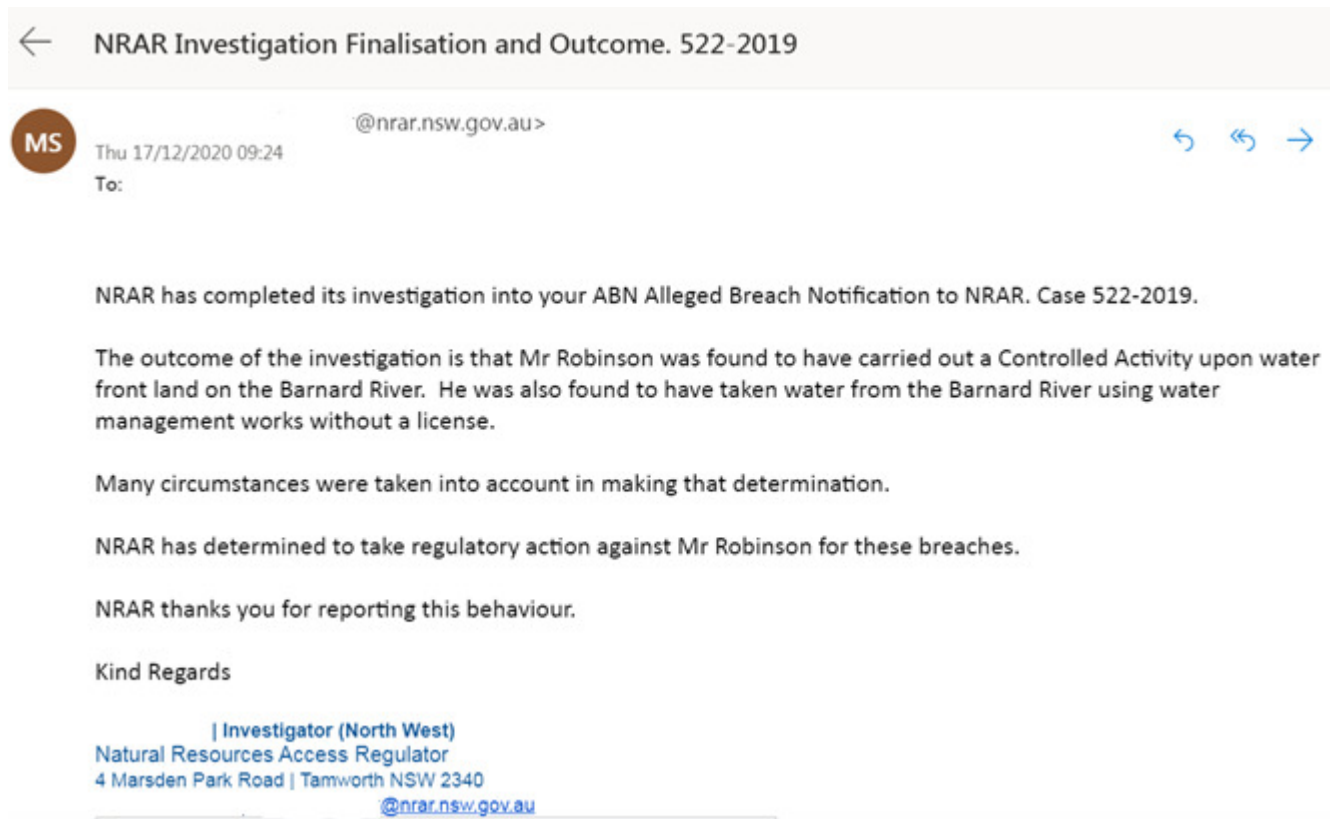 NRAR Investigation Finalisation and Outcome. 522-2019
@nrar.nsw.gov.au>
MS
Thu 17/12/2020 09:24
To:
NRAR has completed its investigation into your ABN Alleged Breach Notification to NRAR. Case 522-2019.
The outcome of the investigation is that Mr Robinson was found to have carried out a Controlled Activity upon water
front land on the Barnard River. He was also found to have taken water from the Barnard River using water
management works without a license.
Many circumstances were taken into account in making that determination.
NRAR has determined to take regulatory action against Mr Robinson for these breaches.
NRAR thanks you for reporting this behaviour.
Kind Regards
| Investigator (North West)
Natural Resources Access Regulator
4 Marsden Park Road | Tamworth NSW 2340
@nrar.nsw.gov.au